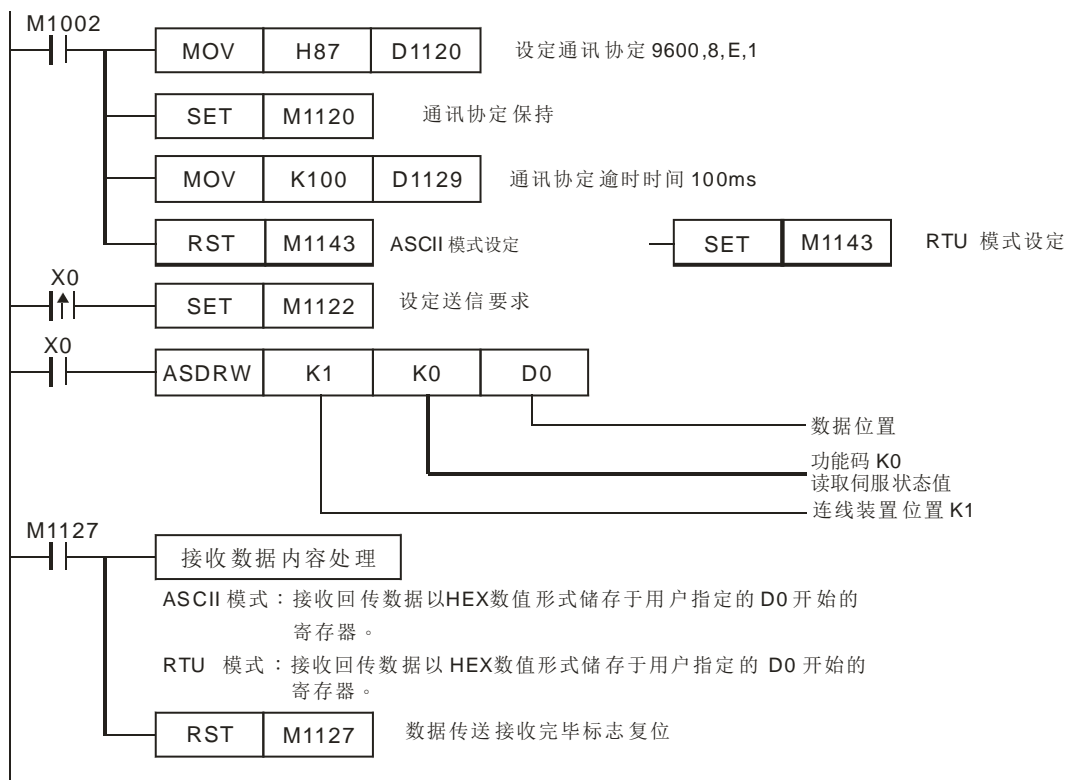 M1002
MOV H87 D1120 设定通讯协定 9600,8,E,1
SET M1120 通讯协定保持
MOV K100 D1129 通讯协定逾时时间 100ms
RST M1143 ASCII 模式设定 SET M1143 RTU 模式设定
X0
SET M1122 设定送信要求
X0
ASDRW K1 K0 D0
数据位置
功能码 K0
读取伺服状态值
连线装置位置 K1
M1127
接收数据内容处理
ASCII 模式：接收回传数据以HEX数值形式储存于用户指定的 D0 开始的
寄存器。
RTU 模式：接收回传数据以 HEX数值形式储存于用户指定的 D0 开始的
寄存器。
RST M1127 数据传送接收完毕标志复位